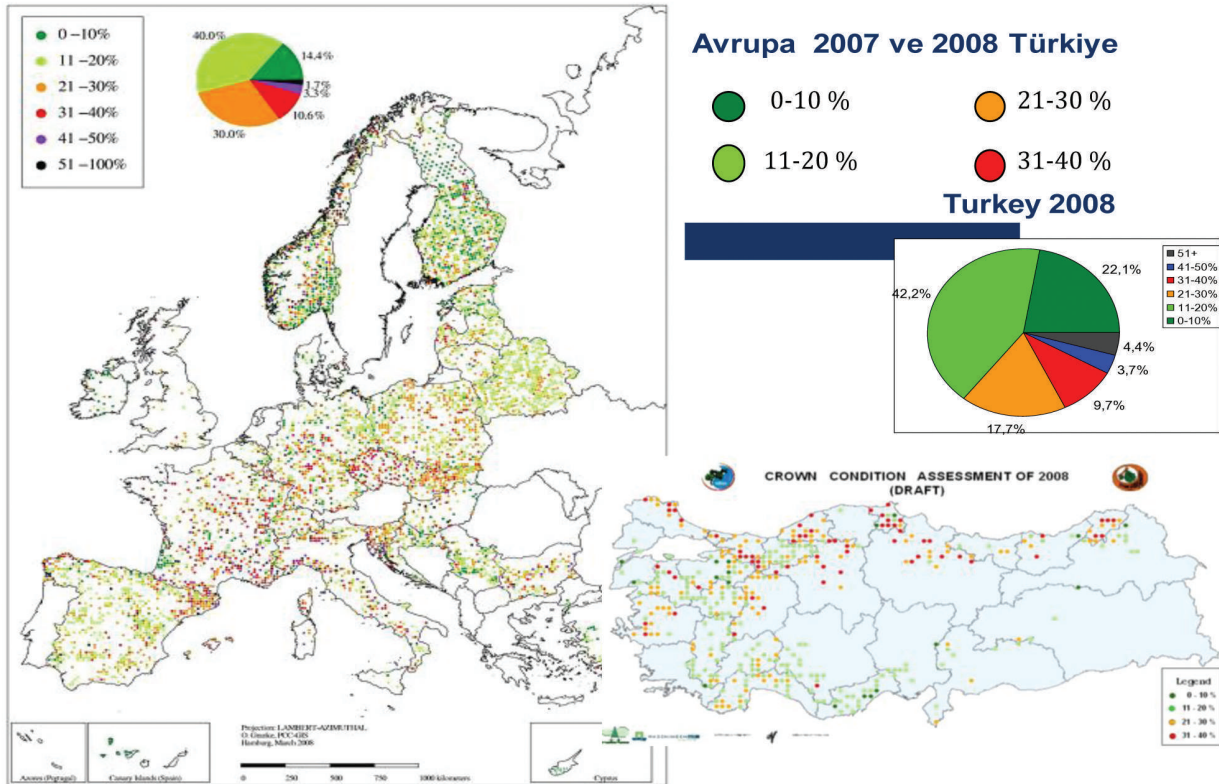 0 –10%
11 –20%
21 –30%
31 –40%
41 –50%
51 –100%
40.0%
14.4%
1.7%
3.3%
10.6%
30.0%
Avrupa 2007 ve 2008 Türkiye
0-10 %
21-30 %
11-20 %
31-40 %
Turkey 2008
51+
41-50%
31-40%
21-30%
11-20%
0-10%
22,1%
42,2%
4,4%
3,7%
9,7%
17,7%
CROWN CONDITION ASSESSMENT OF 2008
(DRAFT)
Legend
0 - 10 %
11 - 20 %
21 - 30 %
31 - 40 %
Projection: LAMBERT-AZIMUTHAL
Hamburg, March 2008
0 250 500 750 1000 kilometers
Azores (Portugal)
Canary Islands (Spain)
Cyprus